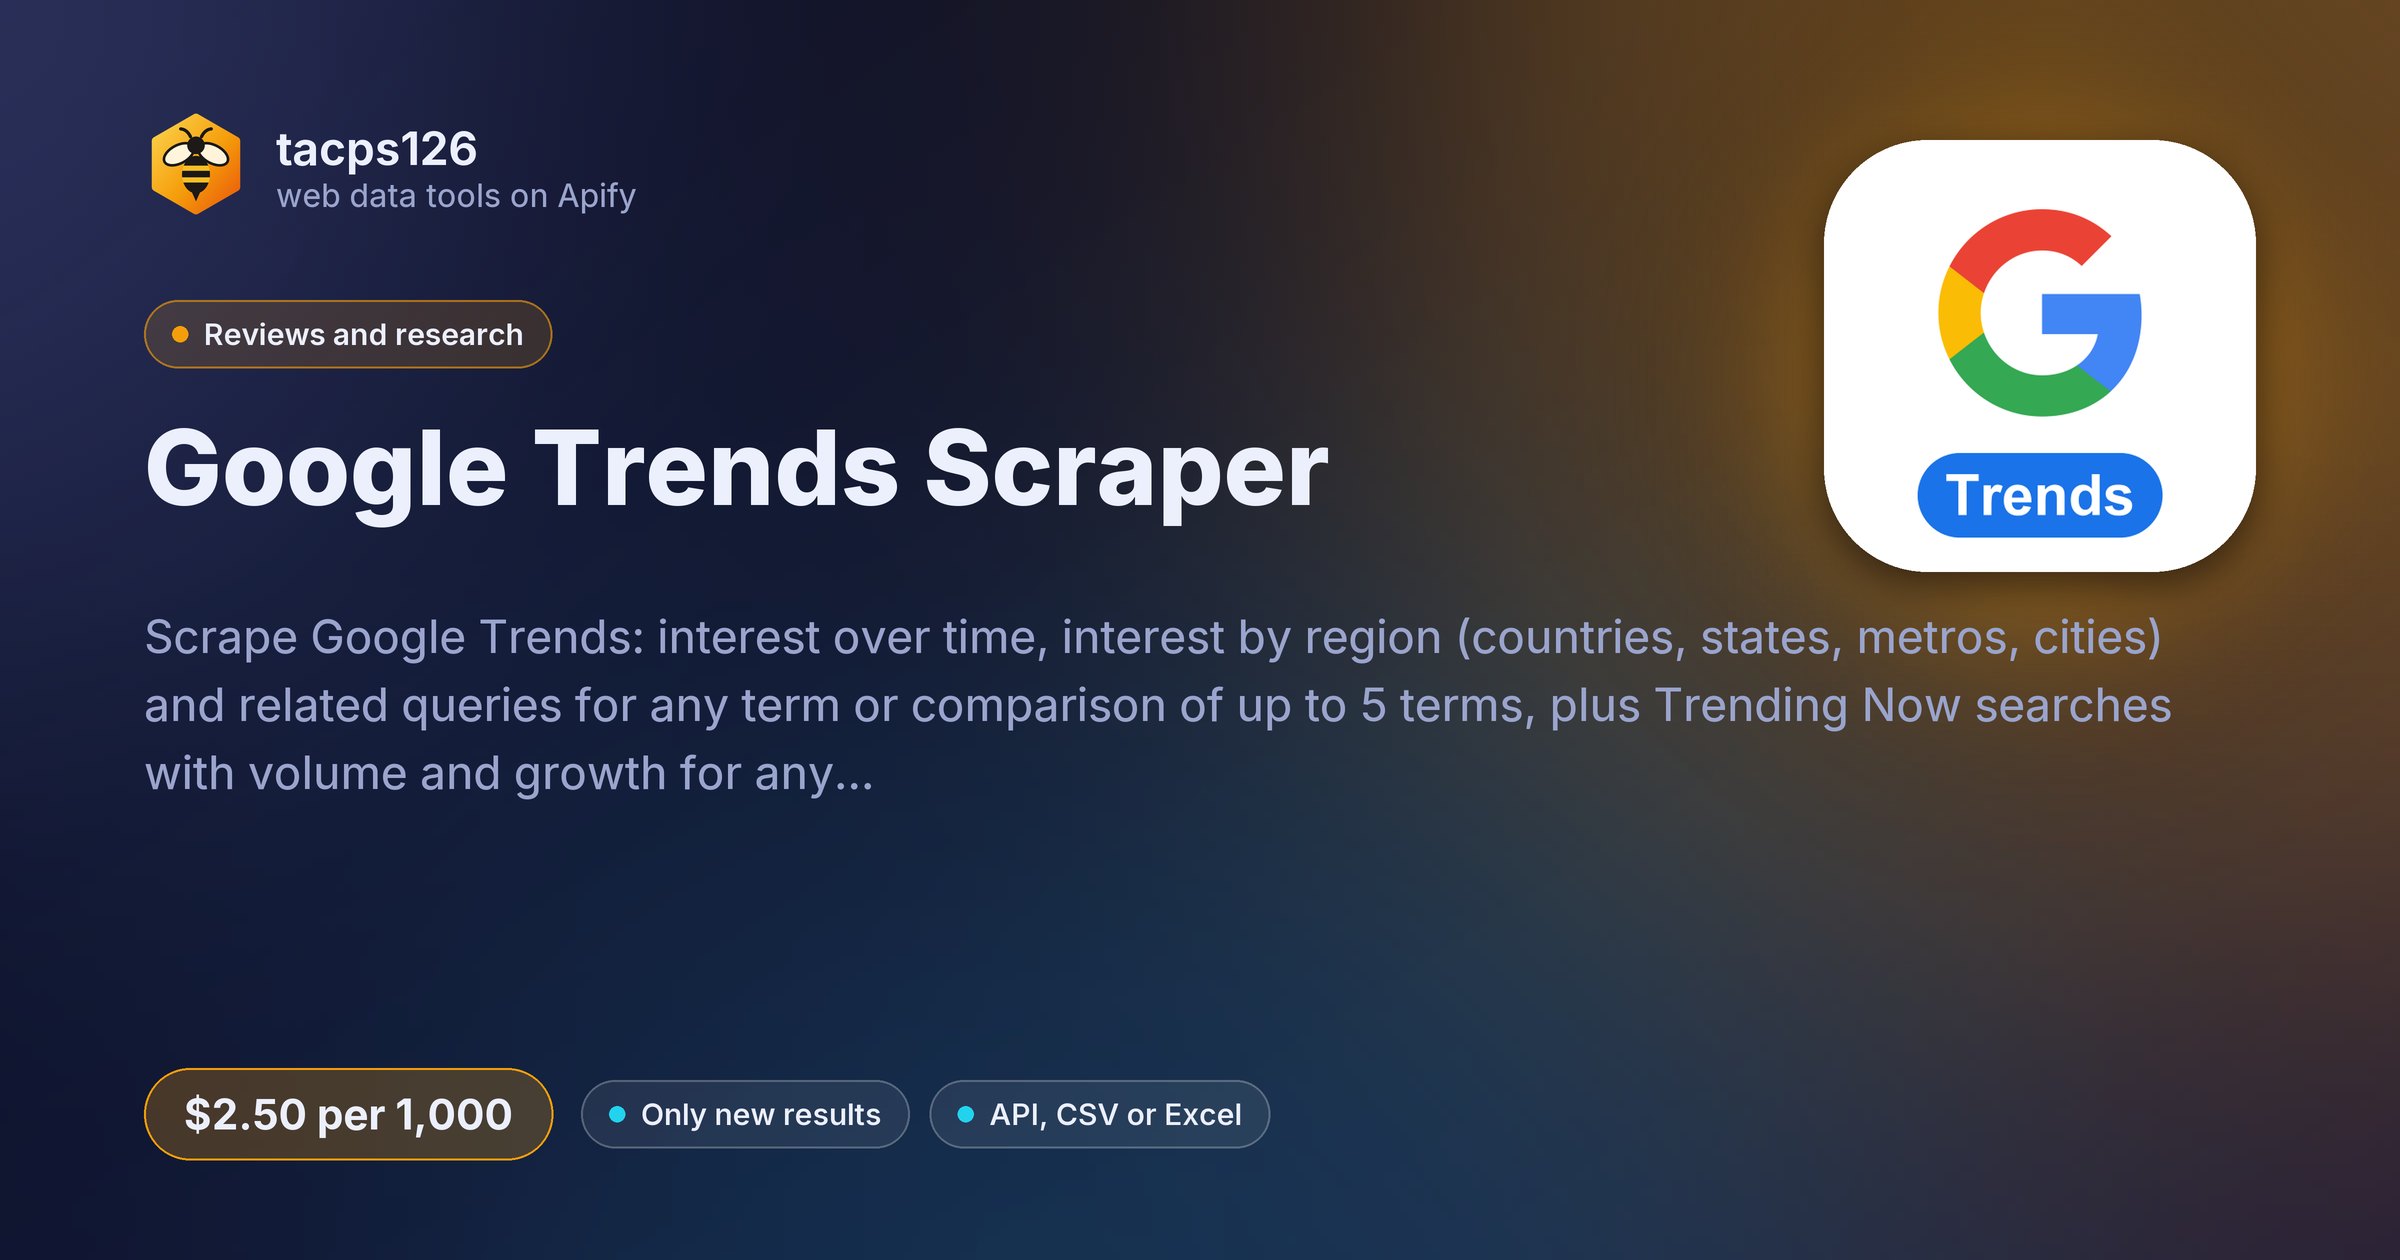 tacps126
web data tools on Apify
Reviews and research
Google Trends Scraper
Trends
Scrape Google Trends: interest over time, interest by region (countries, states, metros, cities)
and related queries for any term or comparison of up to 5 terms, plus Trending Now searches
with volume and growth for any...
$2.50 per 1,000
Only new results
API, CSV or Excel